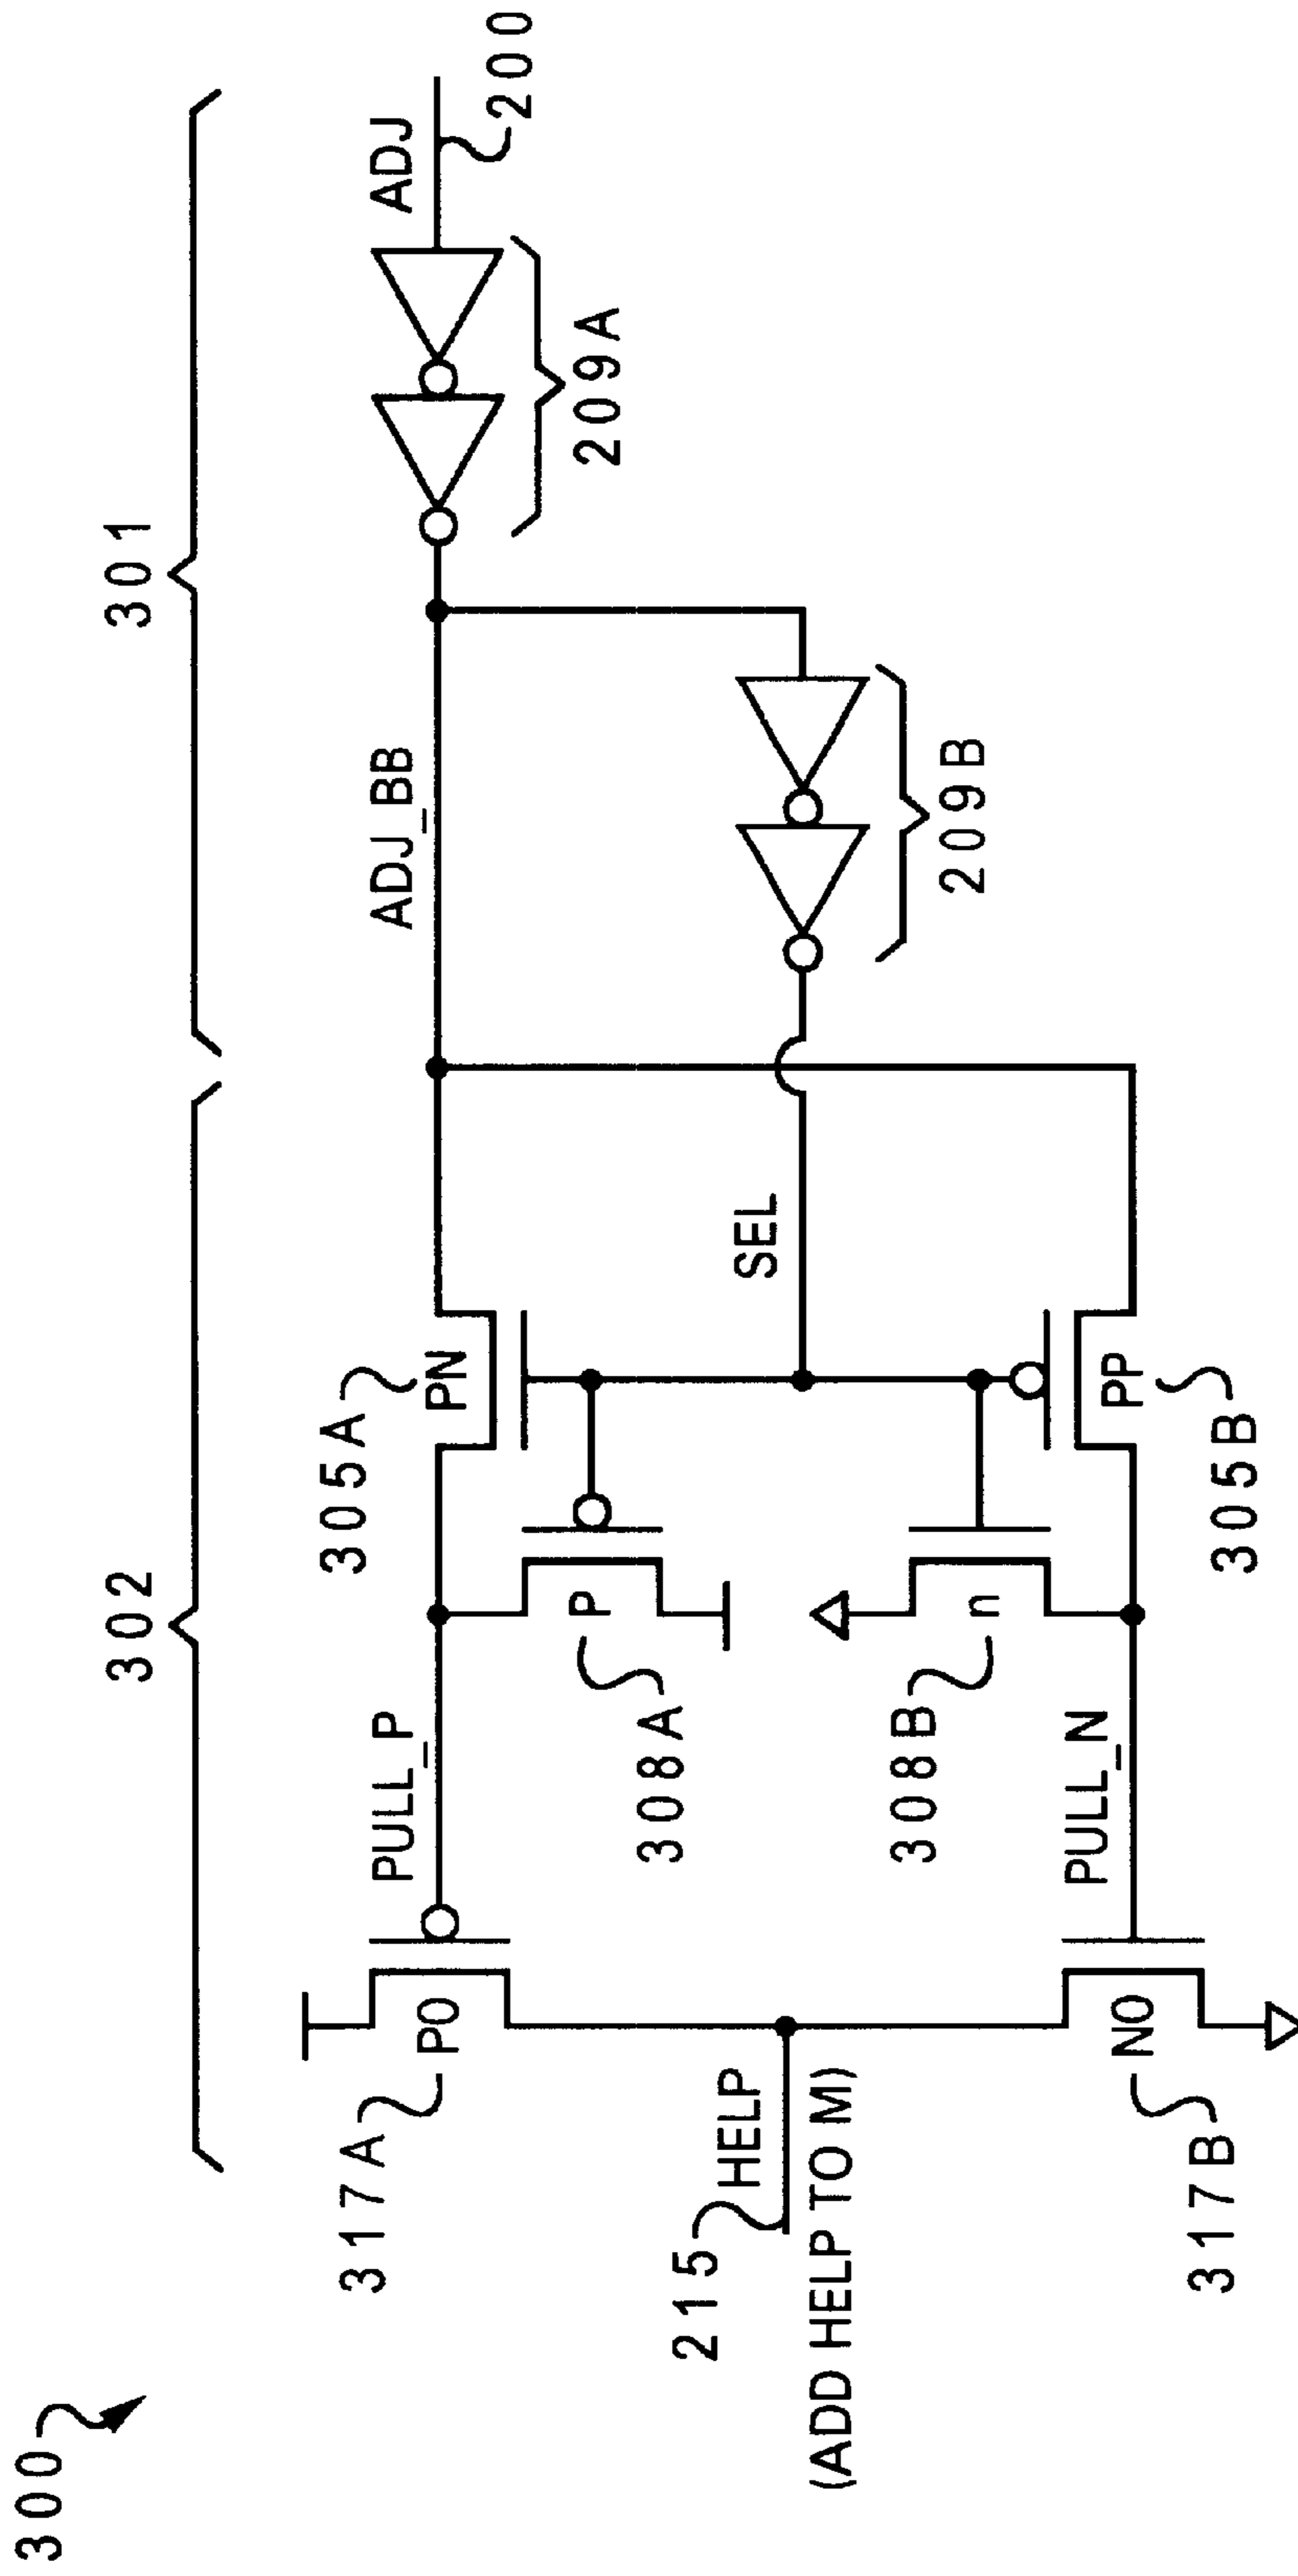 300
302
301
317A
PO
PULL_P
305A
PN
ADJ_BB
ADJ
200
209A
308A
P
215
HELP
(ADD HELP TO M)
SEL
209B
308B
n
PULL_N
317B
NO
305B
PP